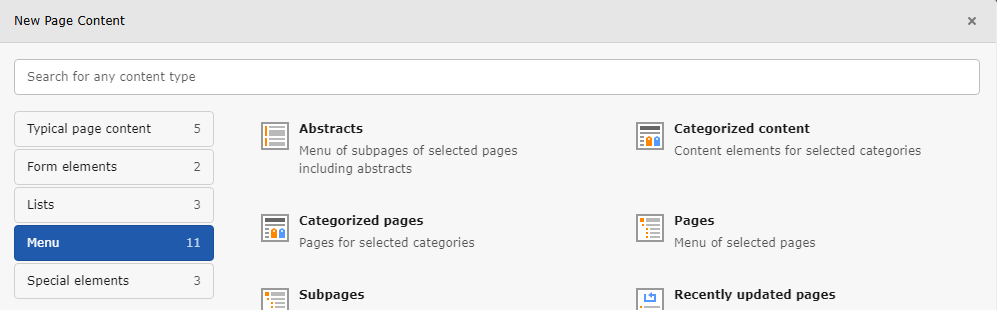 New Page Content
×
Search for any content type
Typical page content 5
Form elements 2
Lists 3
Menu 11
Special elements 3
Abstracts
Menu of subpages of selected pages
including abstracts
Categorized content
Content elements for selected categories
Categorized pages
Pages for selected categories
Pages
Menu of selected pages
Subpages
Recently updated pages